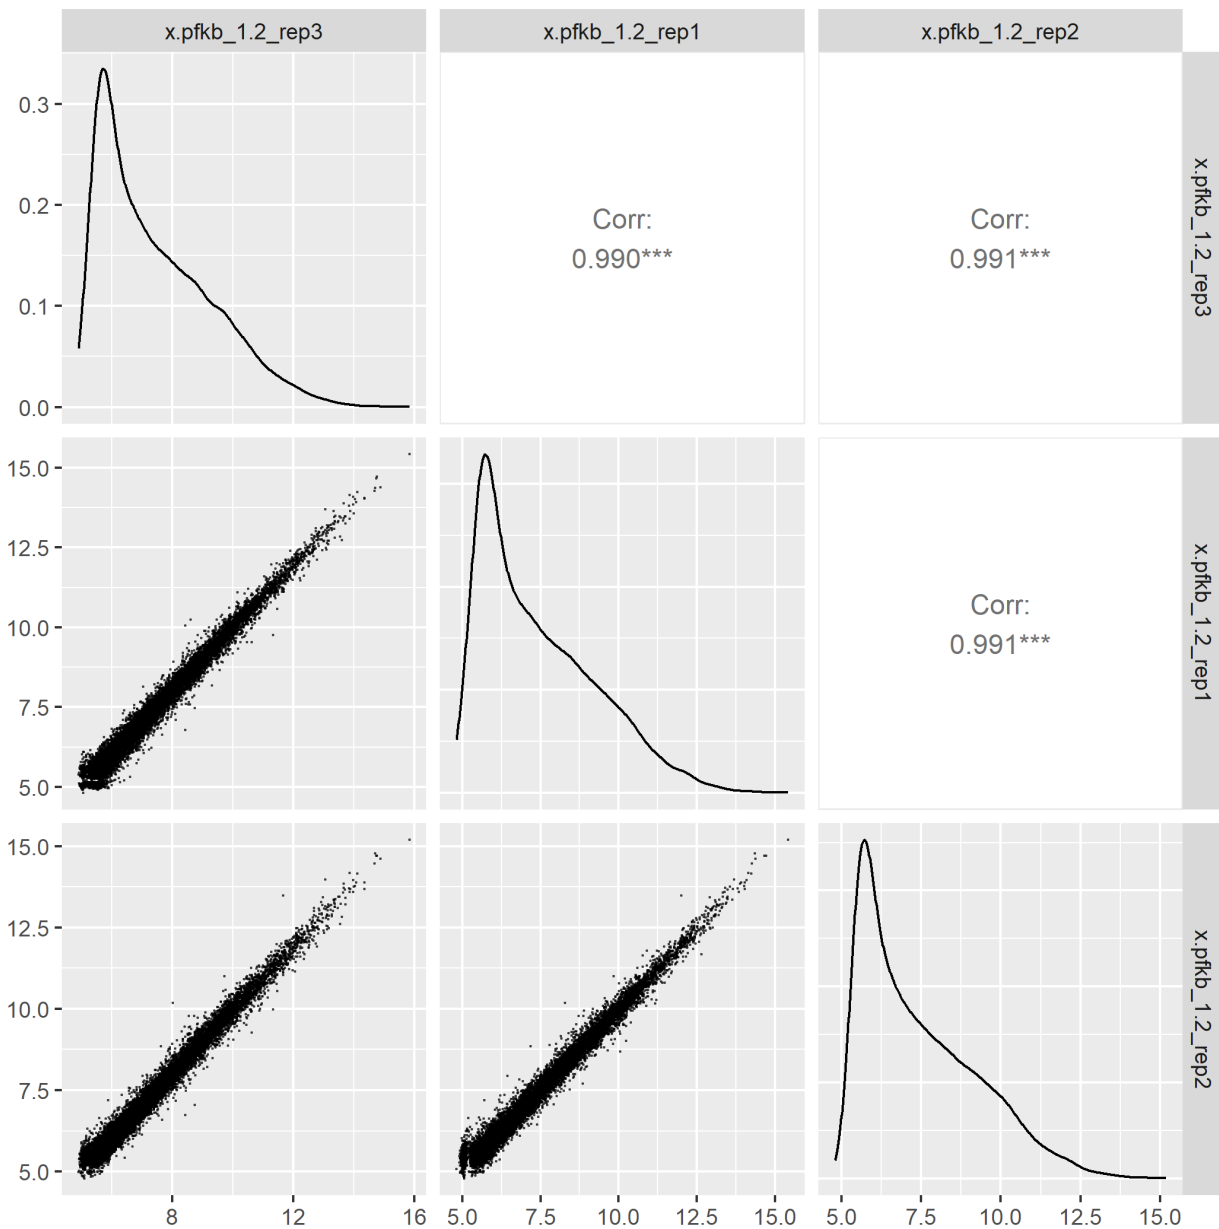 x.pfkb_1.2_rep3
x.pfkb_1.2_rep1
x.pfkb_1.2_rep2
0.3
0.2
0.1
0.0
Corr:
0.990***
Corr:
0.991***
x.pfkb_1.2_rep3
15.0
12.5
10.0
7.5
5.0
Corr:
0.991***
x.pfkb_1.2_rep1
15.0
12.5
10.0
7.5
5.0
x.pfkb_1.2_rep2
8 12 16
5.0 7.5 10.0 12.5 15.0
5.0 7.5 10.0 12.5 15.0